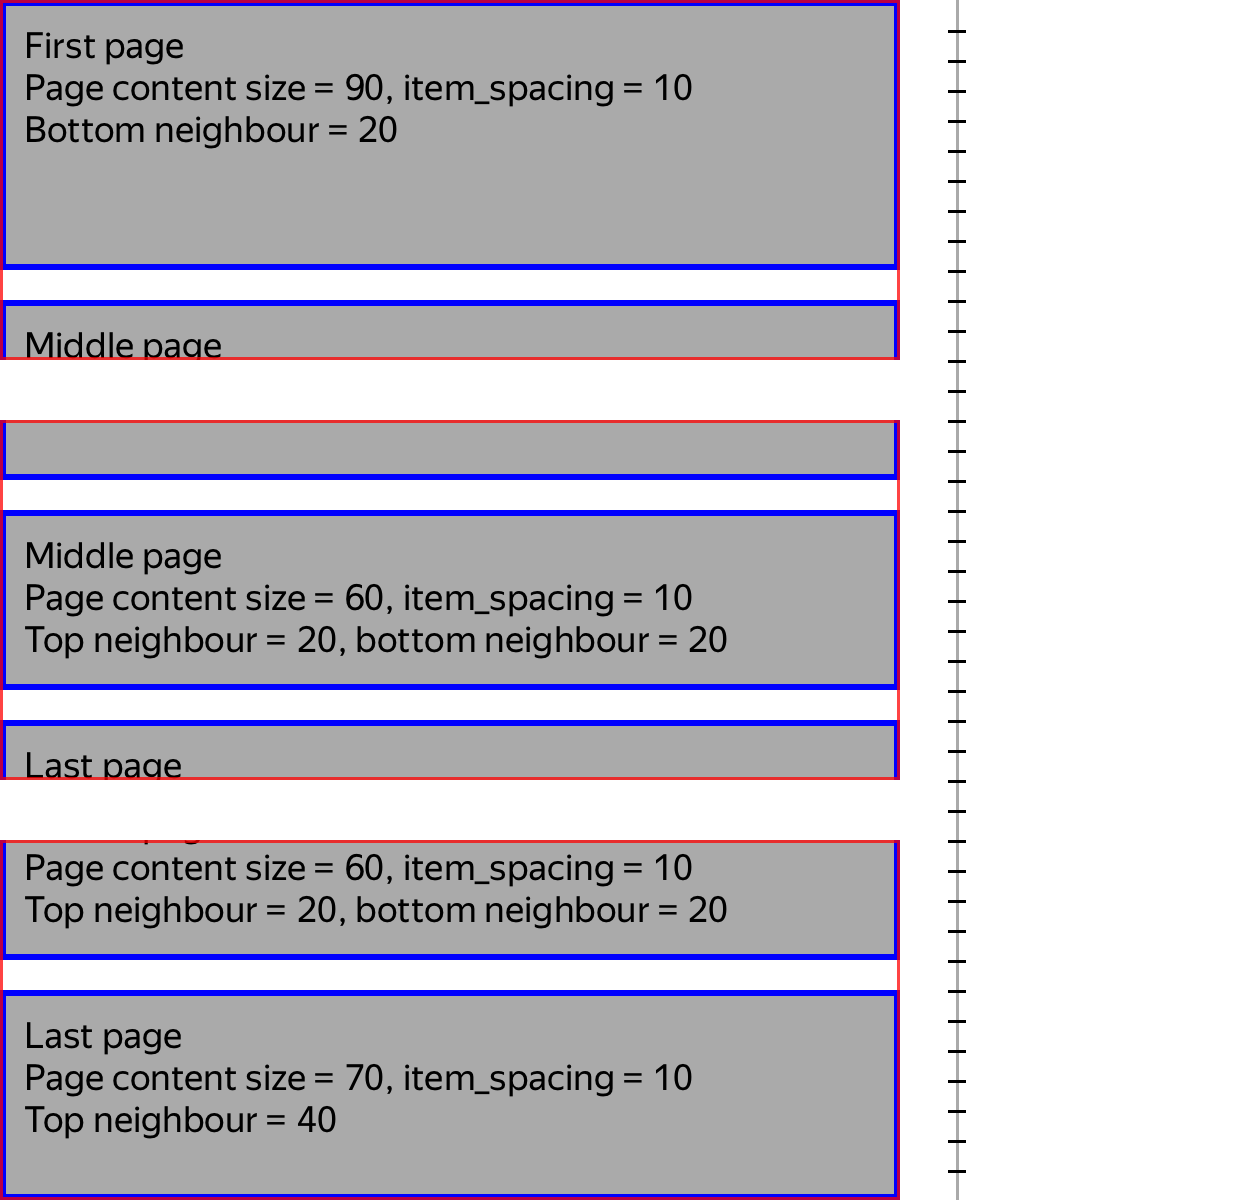 First page
Page content size = 90, item_spacing = 10
Bottom neighbour = 20
Middle page
Middle page
Page content size = 60, item_spacing = 10
Top neighbour = 20, bottom neighbour = 20
Last page
Page content size = 60, item_spacing = 10
Top neighbour = 20, bottom neighbour = 20
Last page
Page content size = 70, item_spacing = 10
Top neighbour = 40